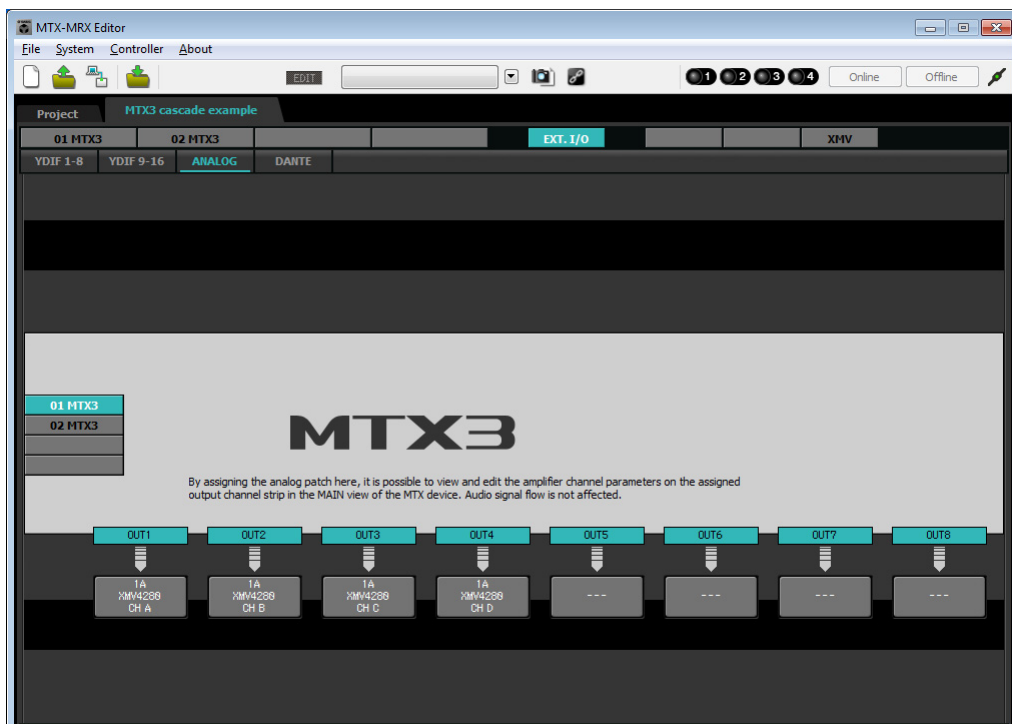 MTX-MRX Editor
File System Controller About
EDIT 1 2 3 4 Online Offline
Project MTX3 cascade example
01 MTX3 02 MTX3 EXT. I/O XMV
YDIF 1-8 YDIF 9-16 ANALOG DANTE
01 MTX3
02 MTX3
MTX3
By assigning the analog patch here, it is possible to view and edit the amplifier channel parameters on the assigned
output channel strip in the MAIN view of the MTX device. Audio signal flow is not affected.
OUT1 OUT2 OUT3 OUT4 OUT5 OUT6 OUT7 OUT8
1A 1A 1A 1A
XMV4280 XMV4280 XMV4280 XMV4280 --- --- --- ---
CH A CH B CH C CH D